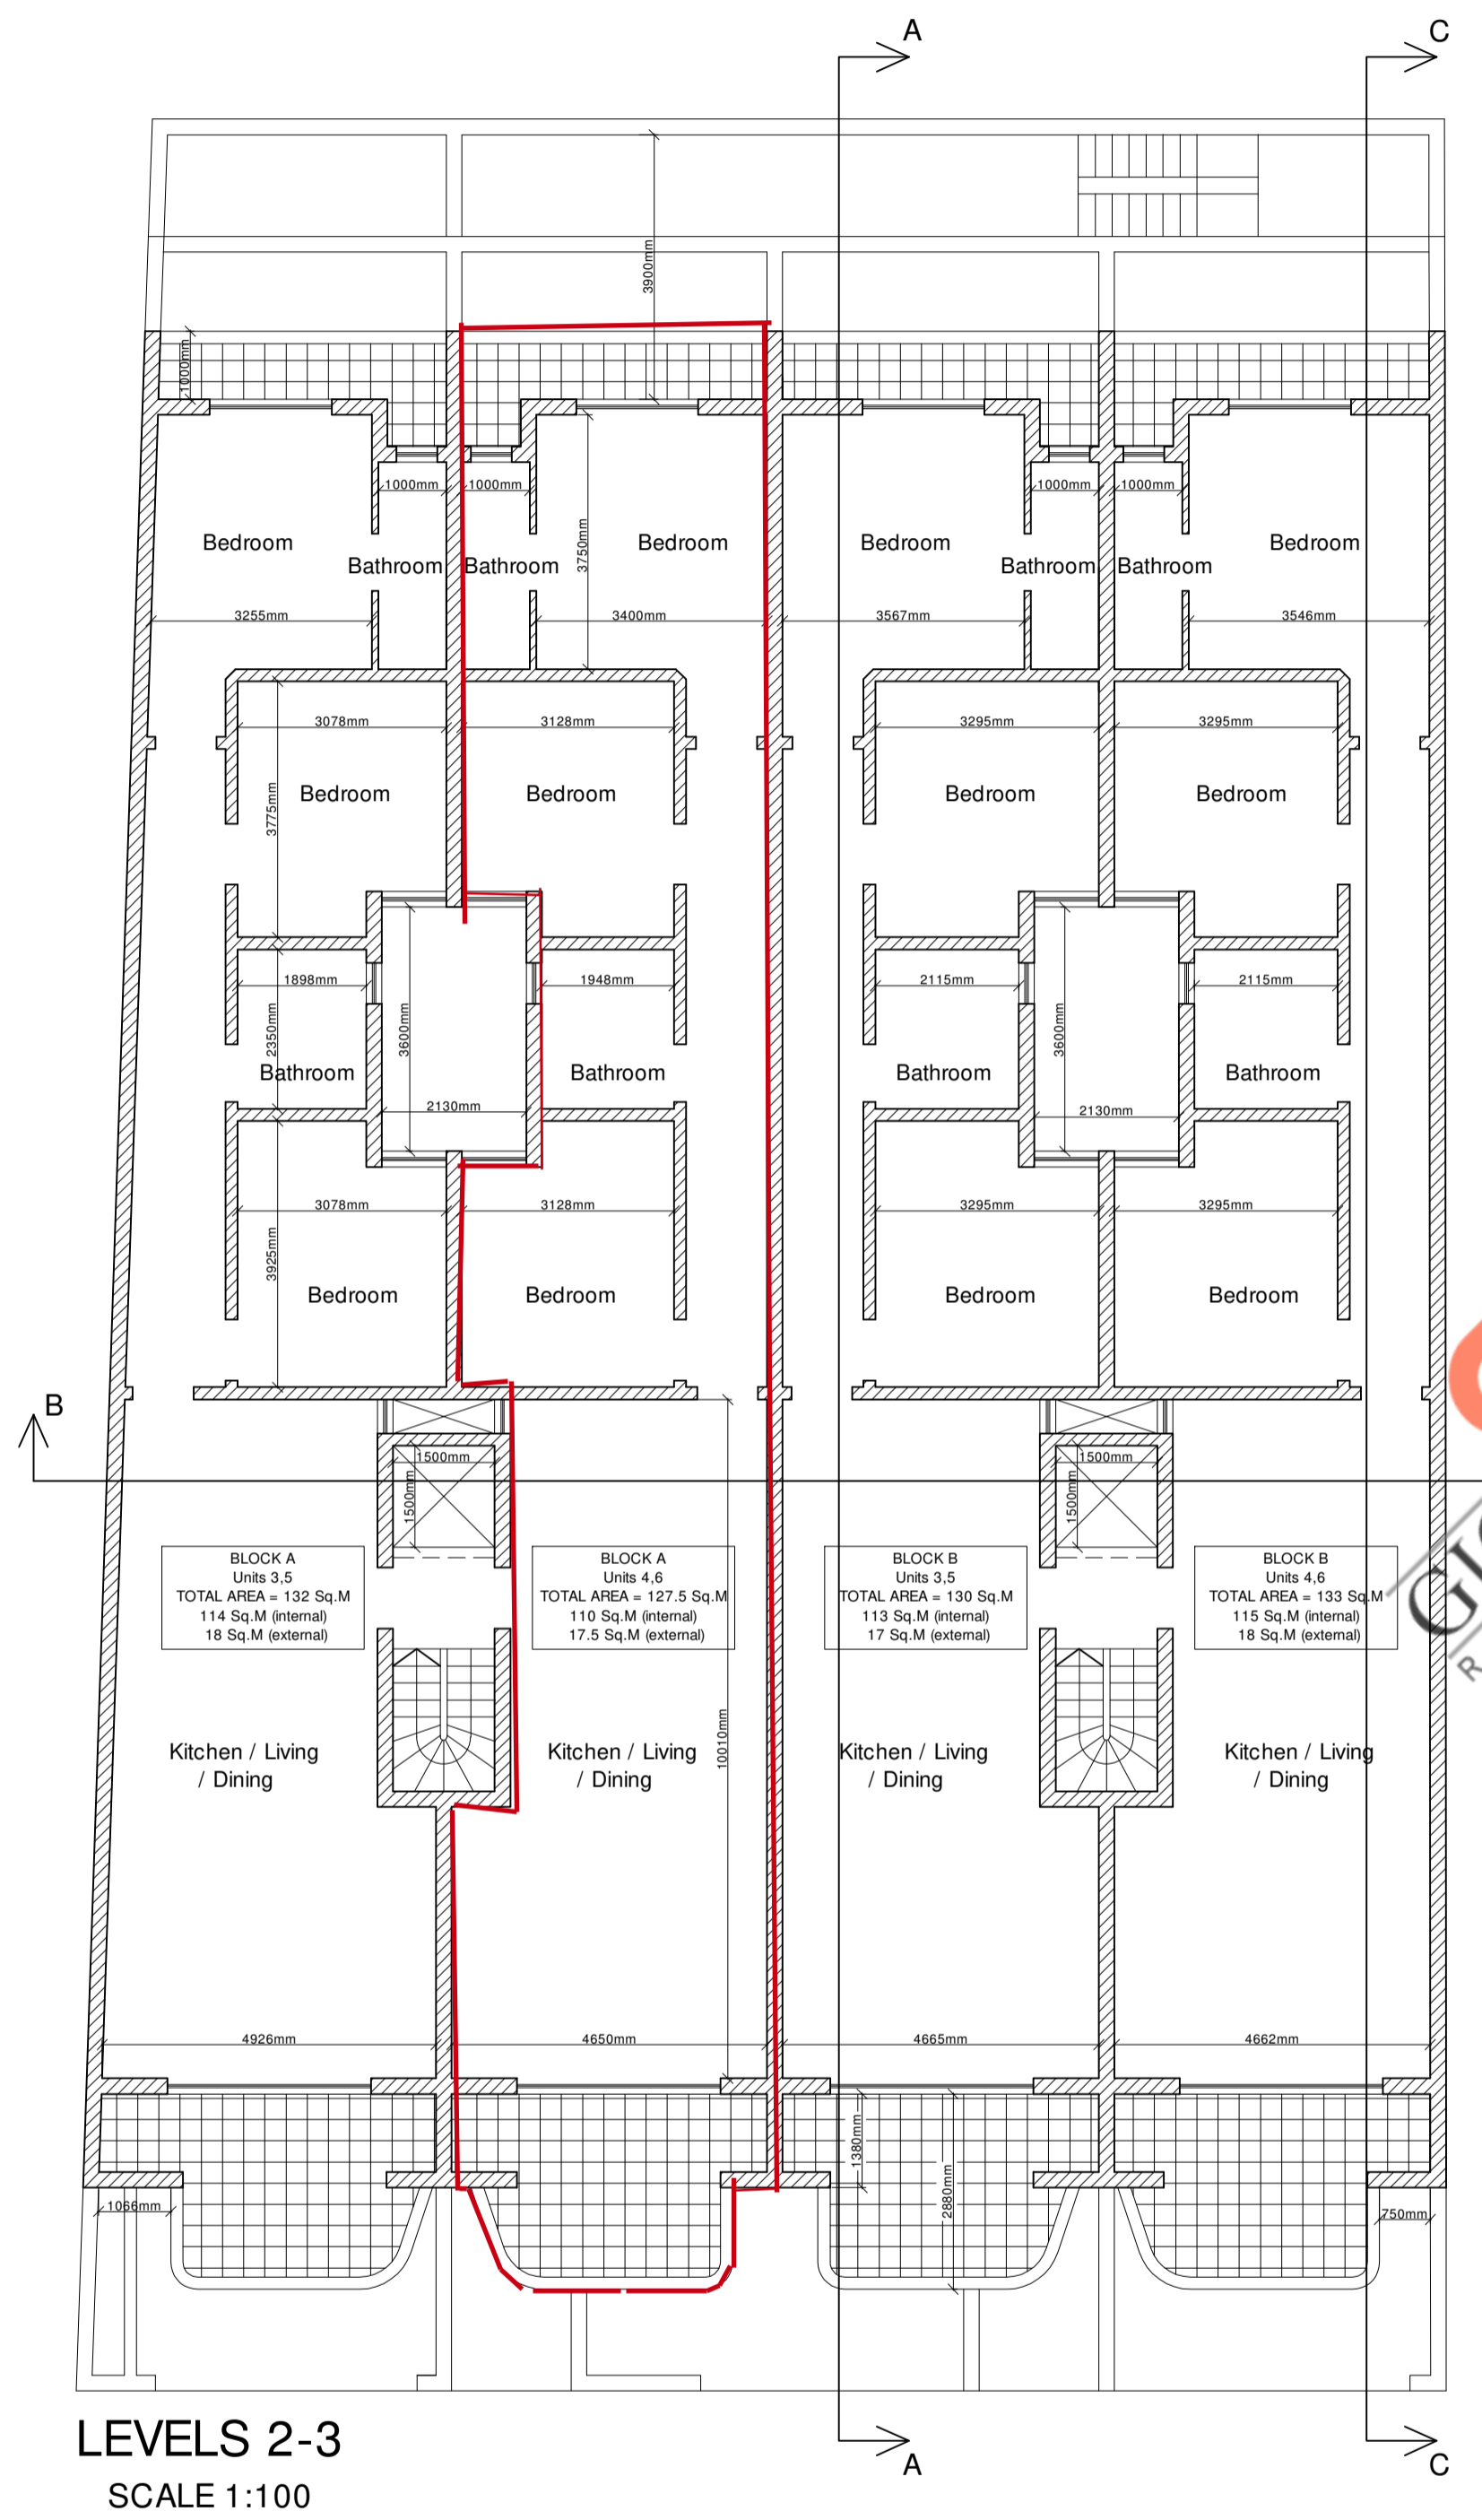 A
C
3900mm
1000mm
1000mm
1000mm
1000mm
1000mm
Bedroom
Bathroom
Bathroom
3750mm
Bedroom
Bedroom
Bathroom
Bathroom
Bedroom
3255mm
3400mm
3567mm
3546mm
3078mm
3128mm
3295mm
3295mm
3775mm
Bedroom
Bedroom
Bedroom
Bedroom
1898mm
1948mm
2115mm
2115mm
2350mm
3600mm
3600mm
Bathroom
Bathroom
Bathroom
Bathroom
2130mm
2130mm
3078mm
3128mm
3295mm
3295mm
3925mm
Bedroom
Bedroom
Bedroom
Bedroom
B
1500mm
1500mm
1500mm
1500mm
BLOCK A
Units 3,5
TOTAL AREA = 132 Sq.M
114 Sq.M (internal)
18 Sq.M (external)
BLOCK A
Units 4,6
TOTAL AREA = 127.5 Sq.M
110 Sq.M (internal)
17.5 Sq.M (external)
BLOCK B
Units 3,5
TOTAL AREA = 130 Sq.M
113 Sq.M (internal)
17 Sq.M (external)
BLOCK B
Units 4,6
TOTAL AREA = 133 Sq.M
115 Sq.M (internal)
18 Sq.M (external)
Kitchen / Living
/ Dining
Kitchen / Living
/ Dining
10010mm
Kitchen / Living
/ Dining
Kitchen / Living
/ Dining
4926mm
4650mm
4665mm
4662mm
1380mm
2880mm
1066mm
750mm
LEVELS 2-3
SCALE 1:100
A
C